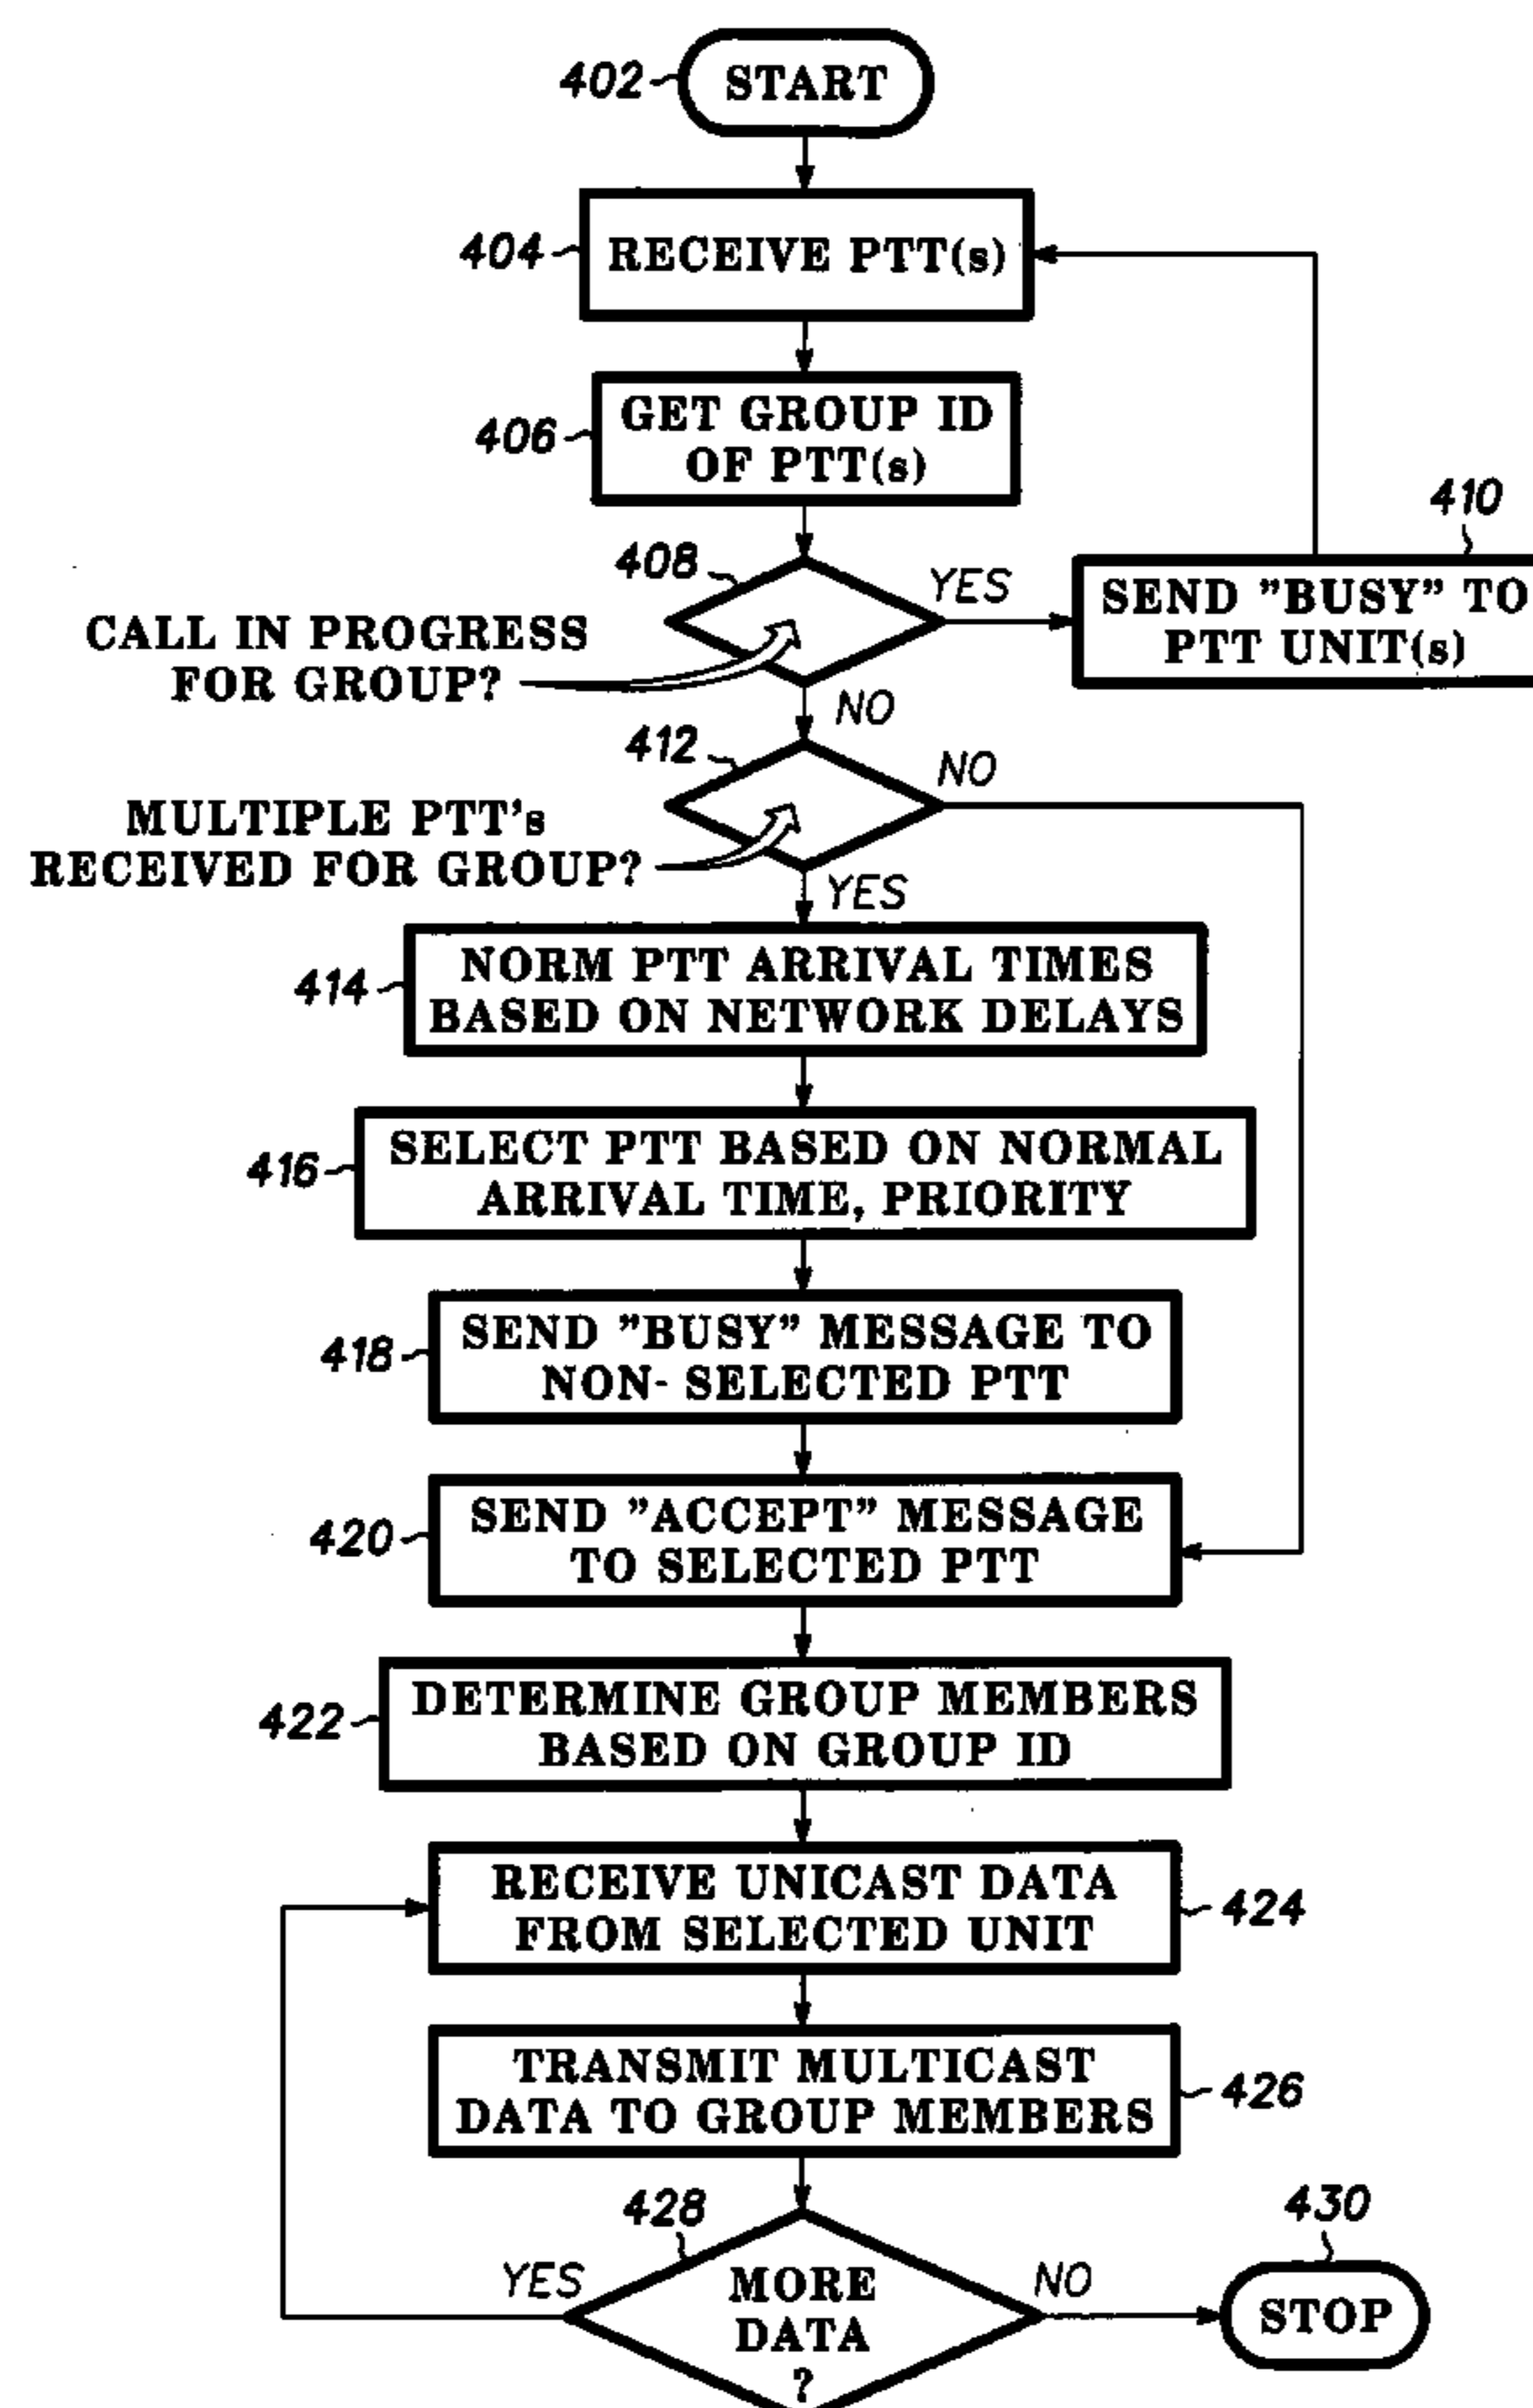 402
START
404
RECEIVE PTT(s)
406
GET GROUP ID
OF PTT(s)
408
YES
410
SEND "BUSY" TO
PTT UNIT(s)
CALL IN PROGRESS
FOR GROUP?
NO
412
NO
MULTIPLE PTT's
RECEIVED FOR GROUP?
YES
414
NORM PTT ARRIVAL TIMES
BASED ON NETWORK DELAYS
416
SELECT PTT BASED ON NORMAL
ARRIVAL TIME, PRIORITY
418
SEND "BUSY" MESSAGE TO
NON- SELECTED PTT
420
SEND "ACCEPT" MESSAGE
TO SELECTED PTT
422
DETERMINE GROUP MEMBERS
BASED ON GROUP ID
RECEIVE UNICAST DATA
FROM SELECTED UNIT
424
TRANSMIT MULTICAST
DATA TO GROUP MEMBERS
426
428
YES
MORE
DATA
?
NO
430
STOP